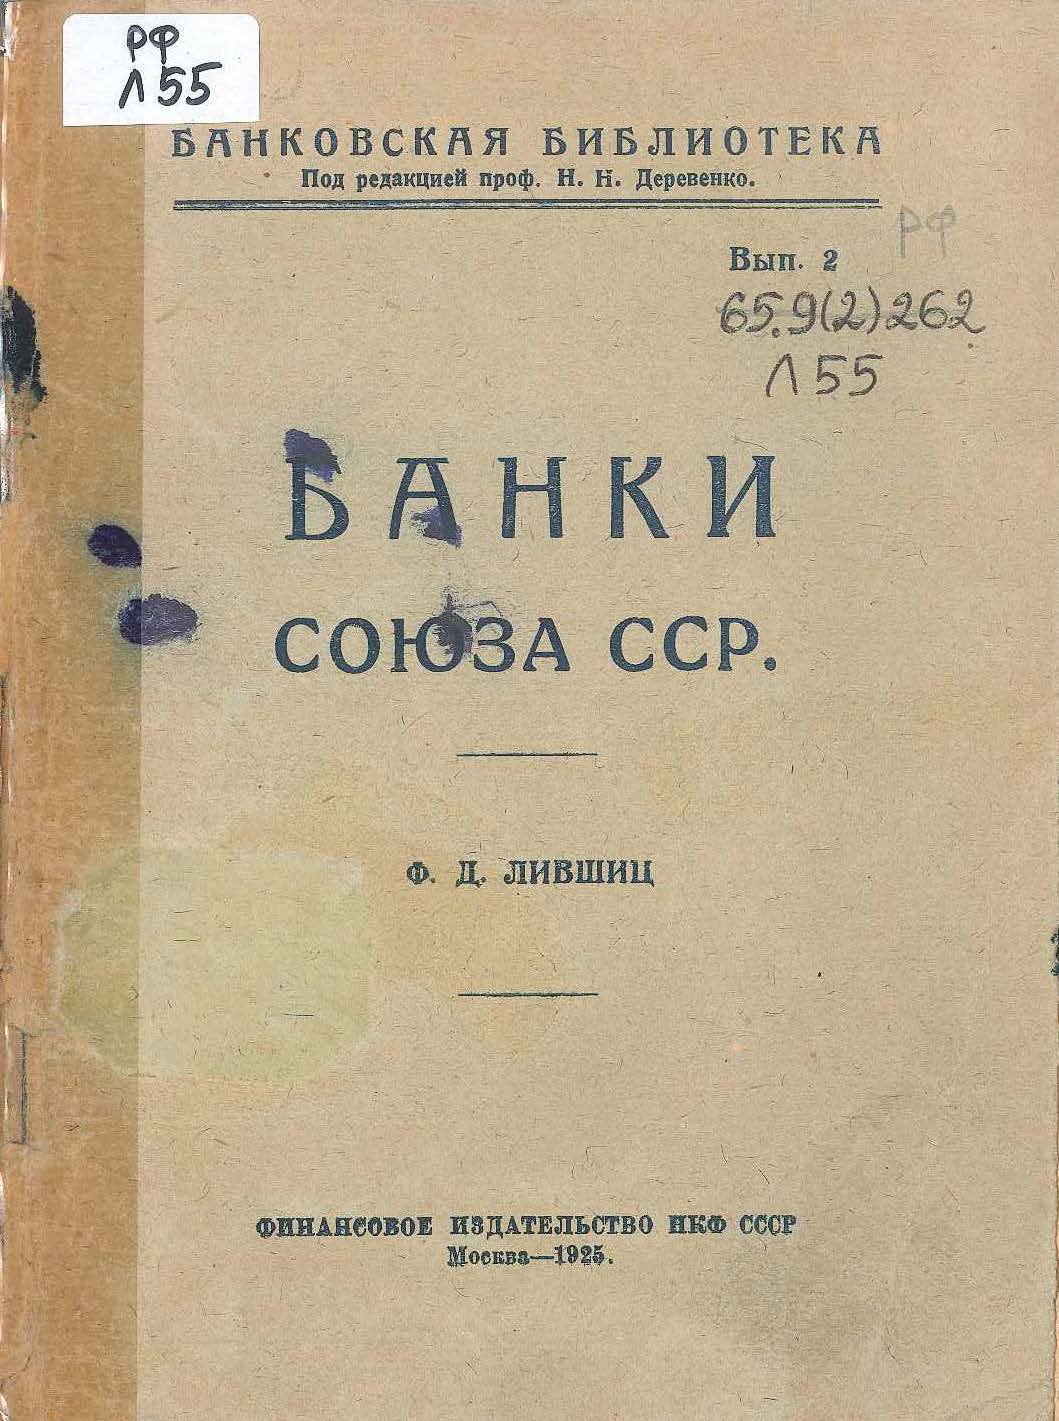 РФ
Л55
БАНКОВСКАЯ БИБЛИОТЕКА
Под редакцией проф. Н. Н. Деревенко.
РФ
Вып. 2
65.9(2)262
Л55
БАНКИ
СОЮЗА ССР.
Ф. Д. ЛИВШИЦ
ФИНАНСОВОЕ ИЗДАТЕЛЬСТВО НКФ СССР
Москва—1925.